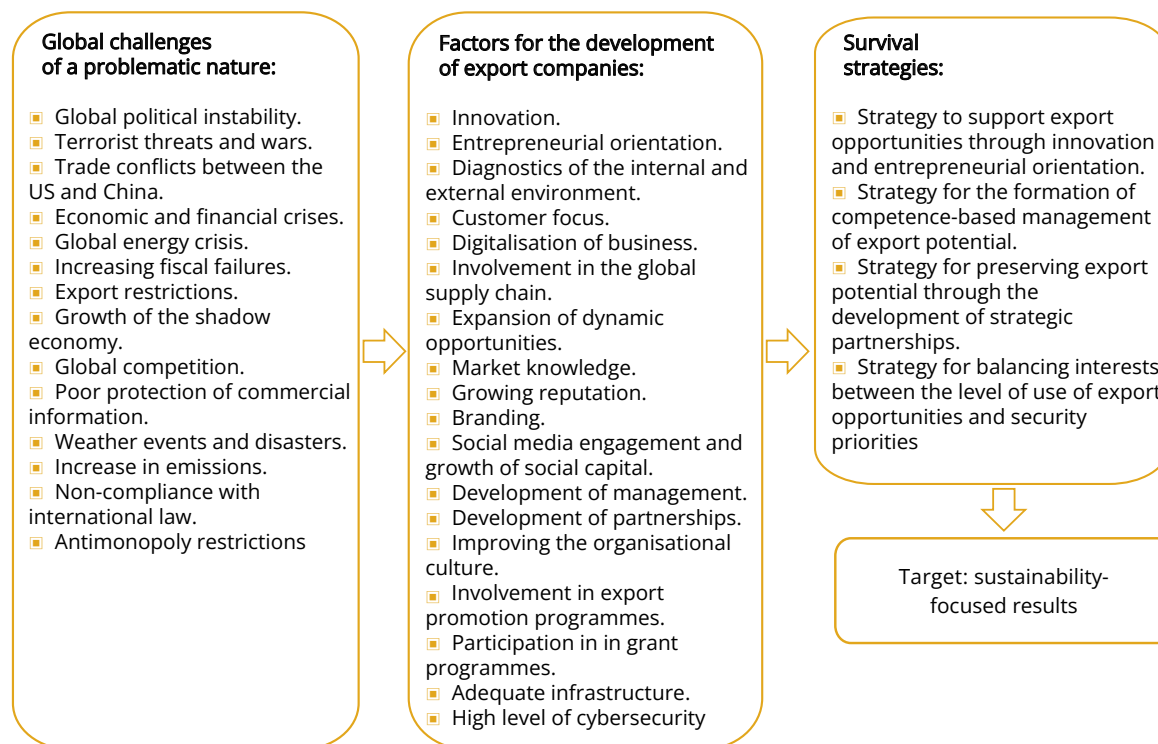 Global challenges
of a problematic nature:
▣ Global political instability.
▣ Terrorist threats and wars.
▣ Trade conflicts between the
US and China.
▣ Economic and financial crises.
▣ Global energy crisis.
▣ Increasing fiscal failures.
▣ Export restrictions.
▣ Growth of the shadow
economy.
▣ Global competition.
▣ Poor protection of commercial
information.
▣ Weather events and disasters.
▣ Increase in emissions.
▣ Non-compliance with
international law.
▣ Antimonopoly restrictions
Factors for the development
of export companies:
▣ Innovation.
▣ Entrepreneurial orientation.
▣ Diagnostics of the internal and
external environment.
▣ Customer focus.
▣ Digitalisation of business.
▣ Involvement in the global
supply chain.
▣ Expansion of dynamic
opportunities.
▣ Market knowledge.
▣ Growing reputation.
▣ Branding.
▣ Social media engagement and
growth of social capital.
▣ Development of management.
▣ Development of partnerships.
▣ Improving the organisational
culture.
▣ Involvement in export
promotion programmes.
▣ Participation in in grant
programmes.
▣ Adequate infrastructure.
▣ High level of cybersecurity
Survival
strategies:
▣ Strategy to support export
opportunities through innovation
and entrepreneurial orientation.
▣ Strategy for the formation of
competence-based management
of export potential.
▣ Strategy for preserving export
potential through the
development of strategic
partnerships.
▣ Strategy for balancing interests
between the level of use of export
opportunities and security
priorities
Target: sustainability-
focused results